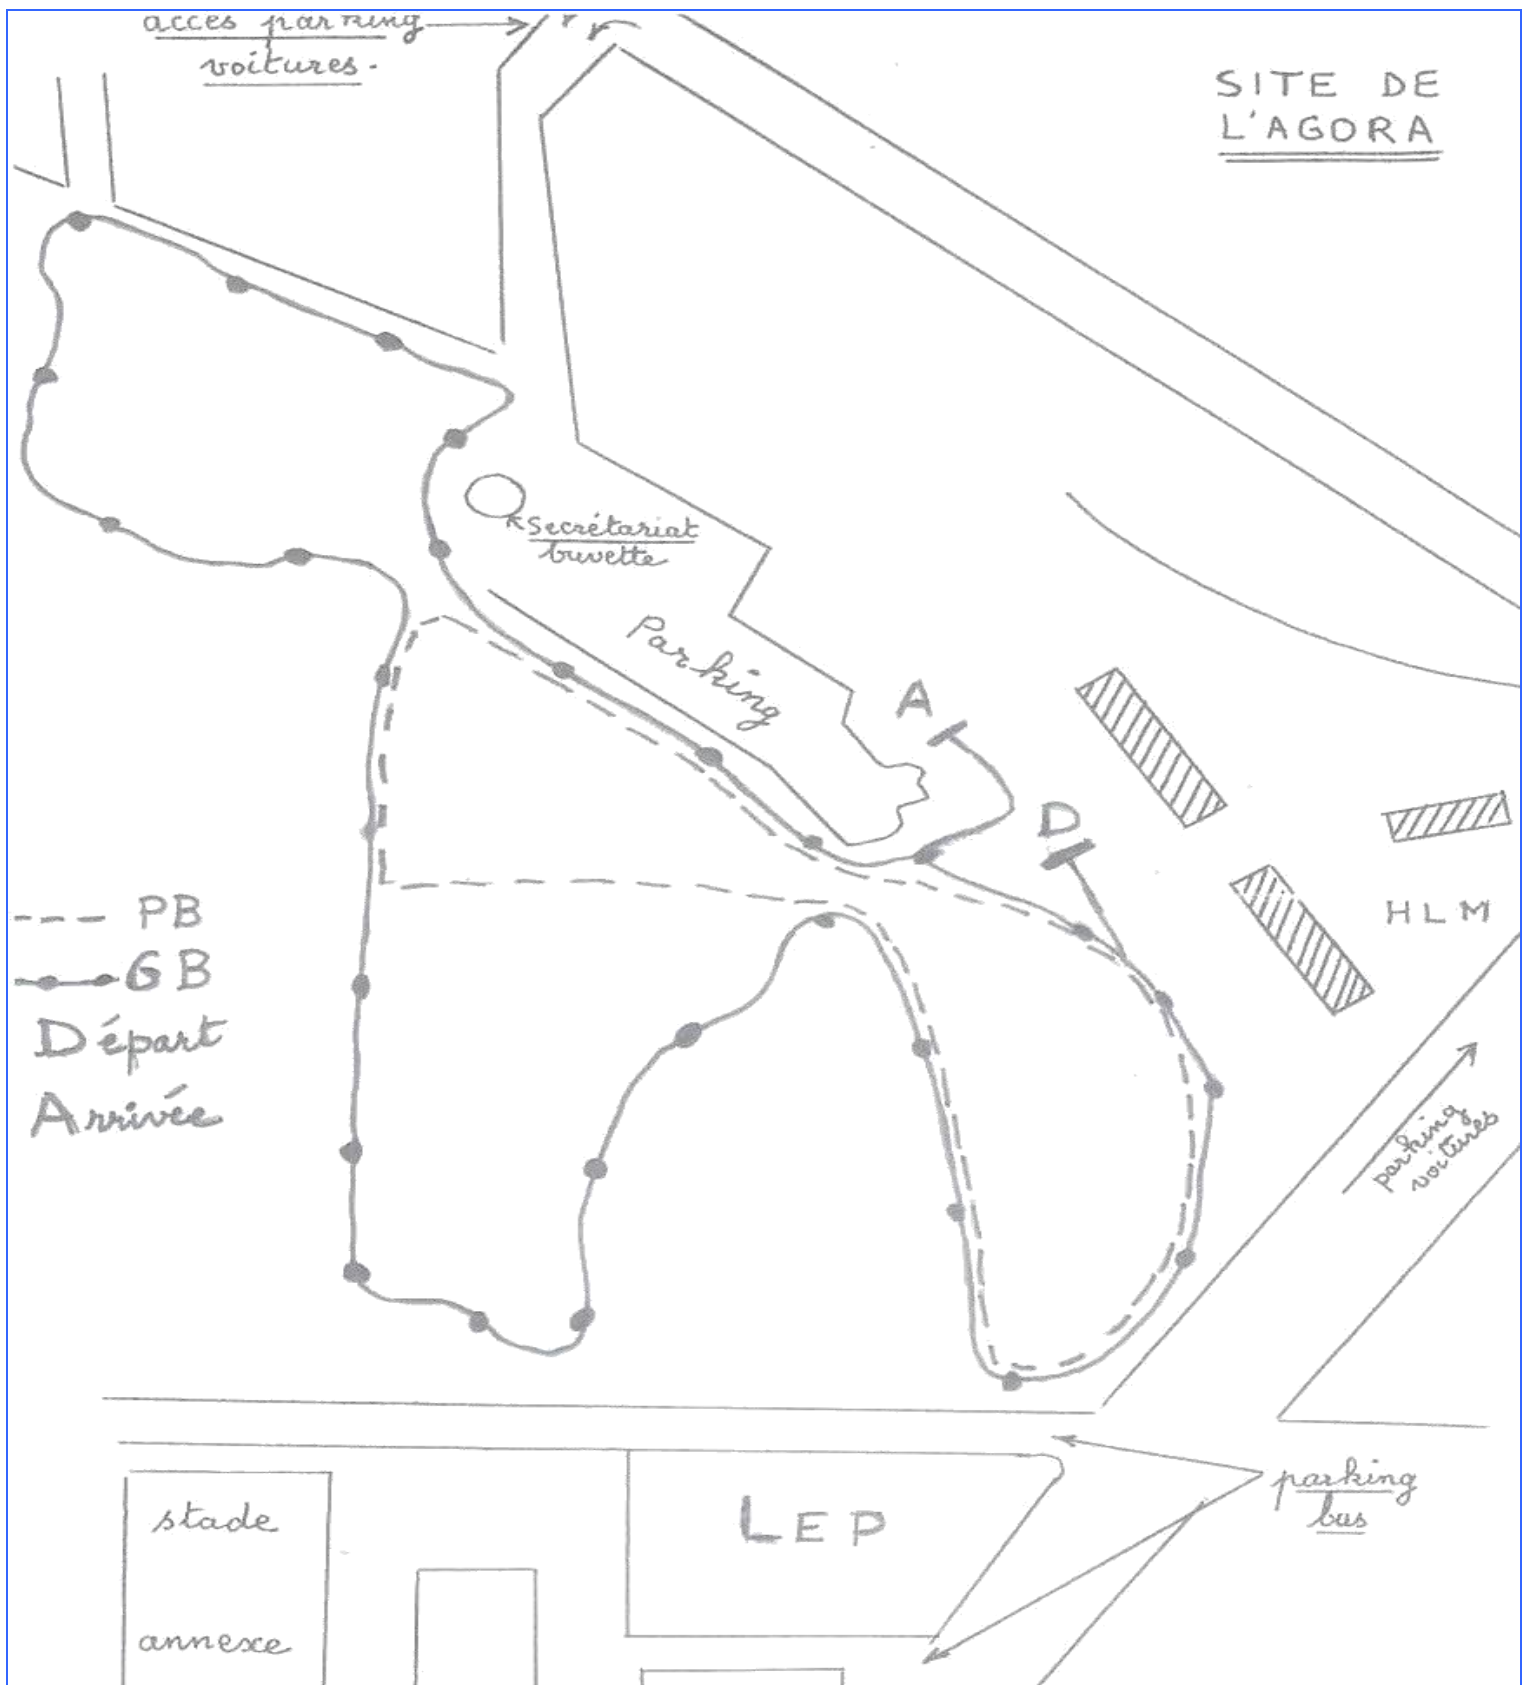 accès parking
voitures.
SITE DE
L'AGORA
Secrétariat
buvette
Parking
A
D
HLM
PB
GB
Départ
Arrivée
parking
voitures
parking
bus
LEP
stade
annexe